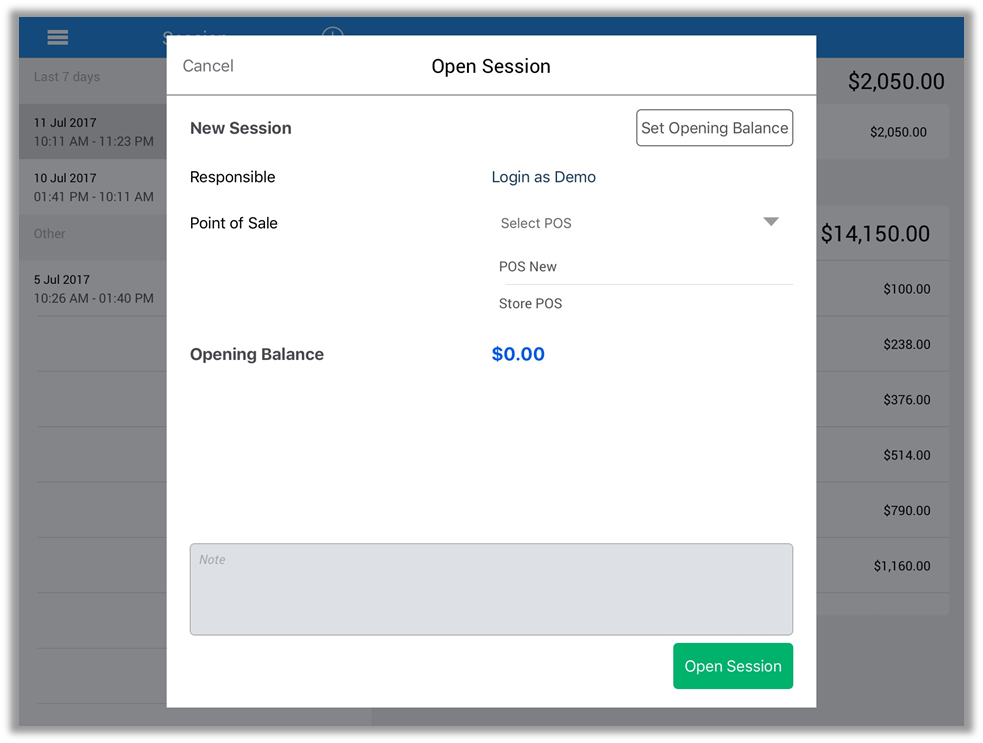 Session
Cancel
Open Session
Last 7 days
$2,050.00
11 Jul 2017
10:11 AM - 11:23 PM
New Session
Set Opening Balance
$2,050.00
10 Jul 2017
01:41 PM - 10:11 AM
Responsible
Login as Demo
Other
Point of Sale
Select POS
$14,150.00
5 Jul 2017
10:26 AM - 01:40 PM
POS New
$100.00
Store POS
Opening Balance
$0.00
$238.00
$376.00
$514.00
$790.00
Note
$1,160.00
Open Session